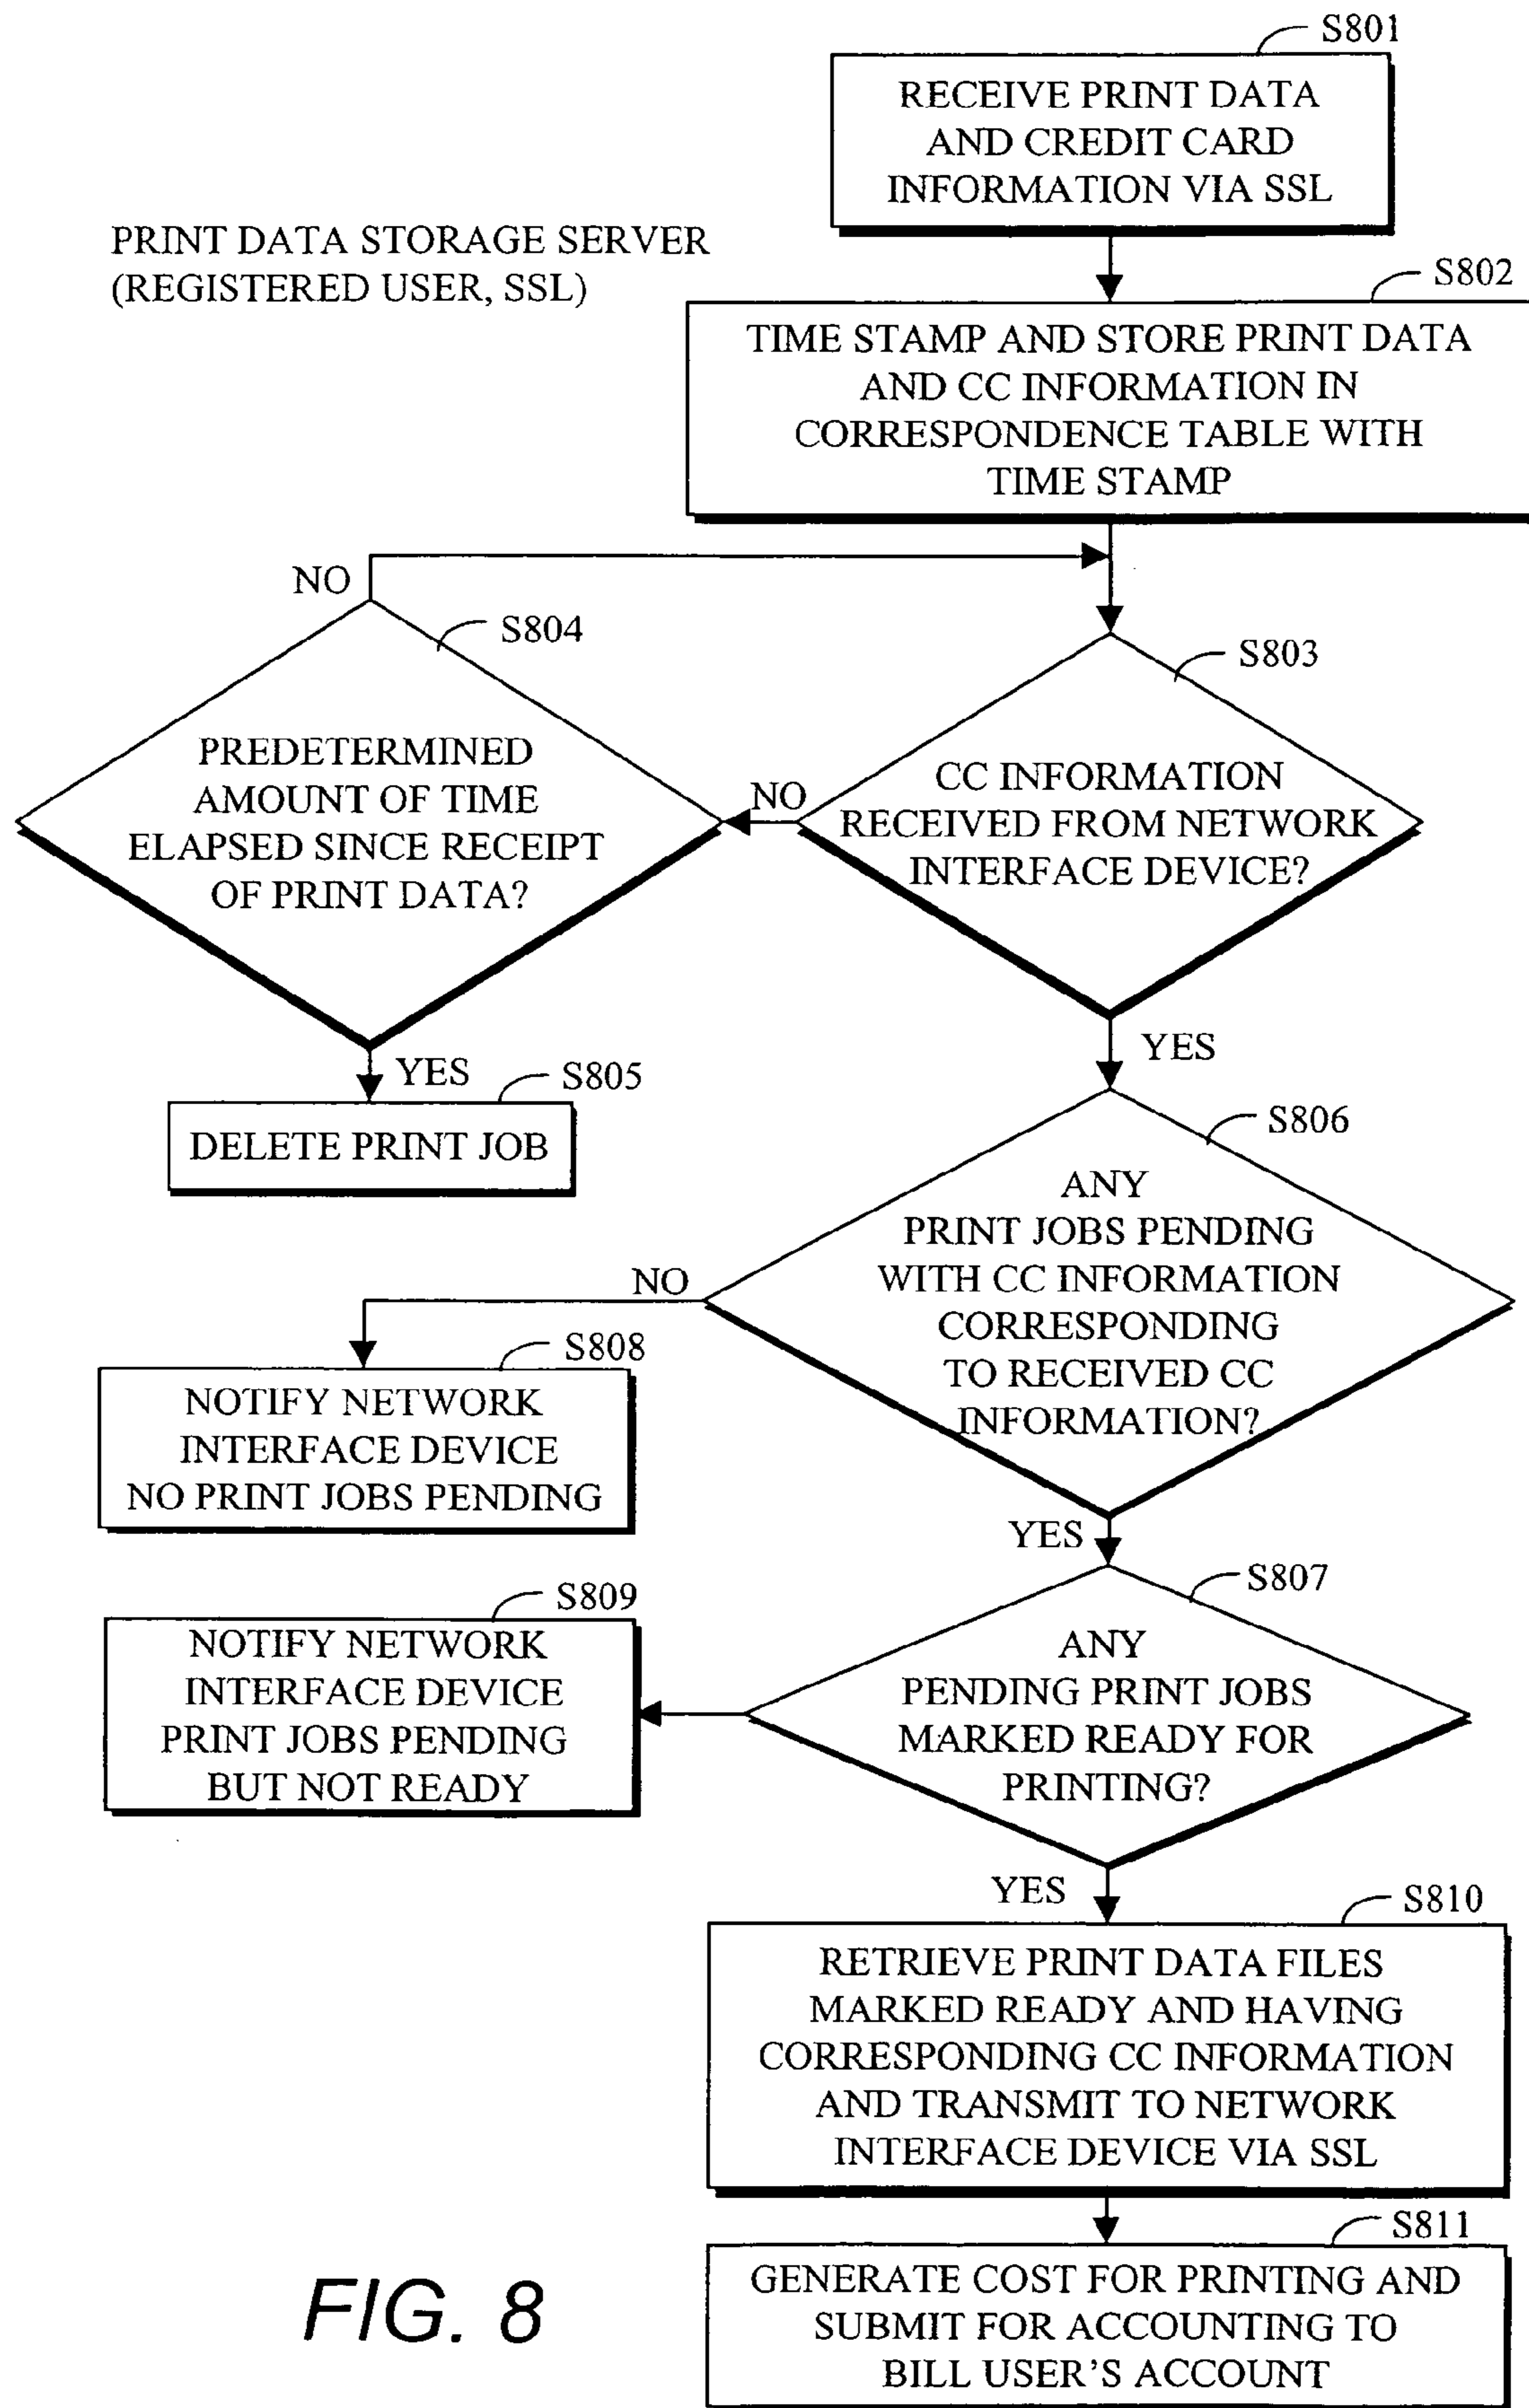 S801
RECEIVE PRINT DATA
AND CREDIT CARD
INFORMATION VIA SSL
PRINT DATA STORAGE SERVER
(REGISTERED USER, SSL)
S802
TIME STAMP AND STORE PRINT DATA
AND CC INFORMATION IN
CORRESPONDENCE TABLE WITH
TIME STAMP
NO
S804
PREDETERMINED
AMOUNT OF TIME
ELAPSED SINCE RECEIPT
OF PRINT DATA?
NO
S803
CC INFORMATION
RECEIVED FROM NETWORK
INTERFACE DEVICE?
YES
S805
DELETE PRINT JOB
YES
S806
ANY
PRINT JOBS PENDING
WITH CC INFORMATION
CORRESPONDING
TO RECEIVED CC
INFORMATION?
NO
S808
NOTIFY NETWORK
INTERFACE DEVICE
NO PRINT JOBS PENDING
YES
S807
ANY
PENDING PRINT JOBS
MARKED READY FOR
PRINTING?
S809
NOTIFY NETWORK
INTERFACE DEVICE
PRINT JOBS PENDING
BUT NOT READY
YES
S810
RETRIEVE PRINT DATA FILES
MARKED READY AND HAVING
CORRESPONDING CC INFORMATION
AND TRANSMIT TO NETWORK
INTERFACE DEVICE VIA SSL
S811
GENERATE COST FOR PRINTING AND
SUBMIT FOR ACCOUNTING TO
BILL USER'S ACCOUNT
FIG. 8